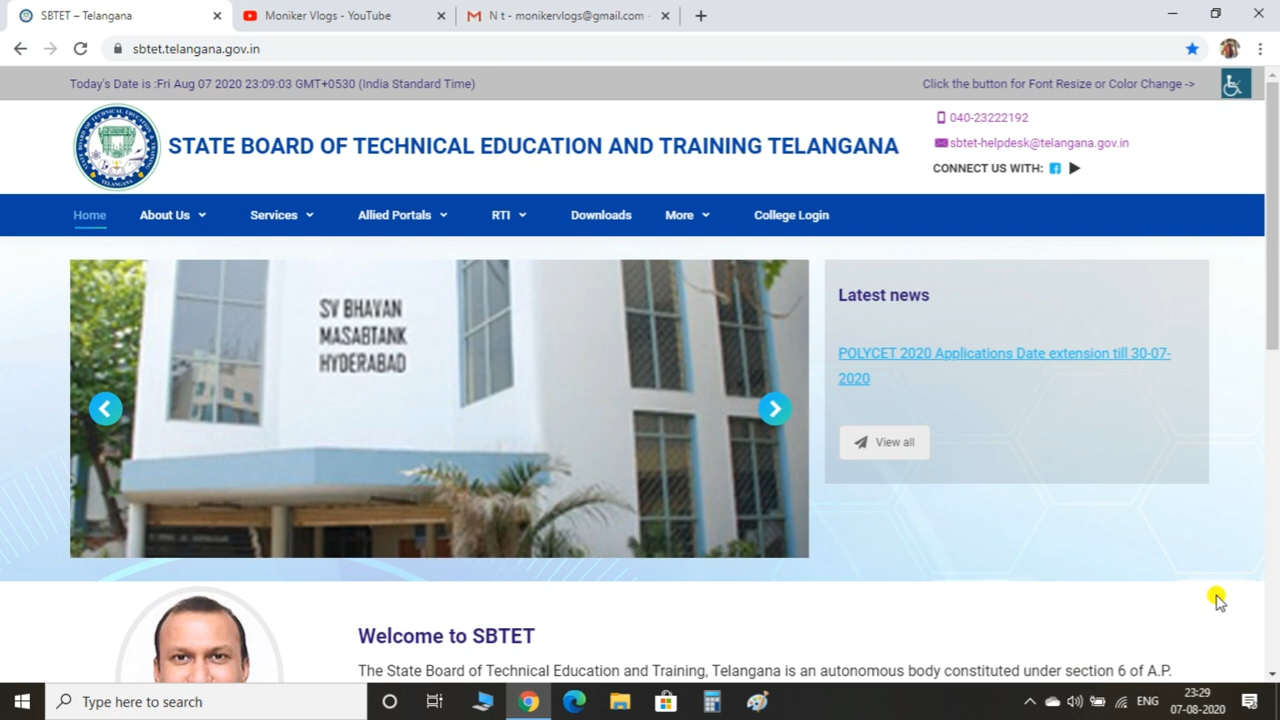 SBTET – Telangana
Moniker Vlogs - YouTube
N t - monikervlogs@gmail.com -
sbtet.telangana.gov.in
Today's Date is :Fri Aug 07 2020 23:09:03 GMT+0530 (India Standard Time)
Click the button for Font Resize or Color Change ->
STATE BOARD OF TECHNICAL EDUCATION AND TRAINING TELANGANA
040-23222192
sbtet-helpdesk@telangana.gov.in
CONNECT US WITH:
Home About Us Services Allied Portals RTI Downloads More College Login
SV BHAVAN
MASABTANK
HYDERABAD
Latest news
POLYCET 2020 Applications Date extension till 30-07-
2020
View all
Welcome to SBTET
The State Board of Technical Education and Training, Telangana is an autonomous body constituted under section 6 of A.P.
Type here to search
ENG
23:29
07-08-2020